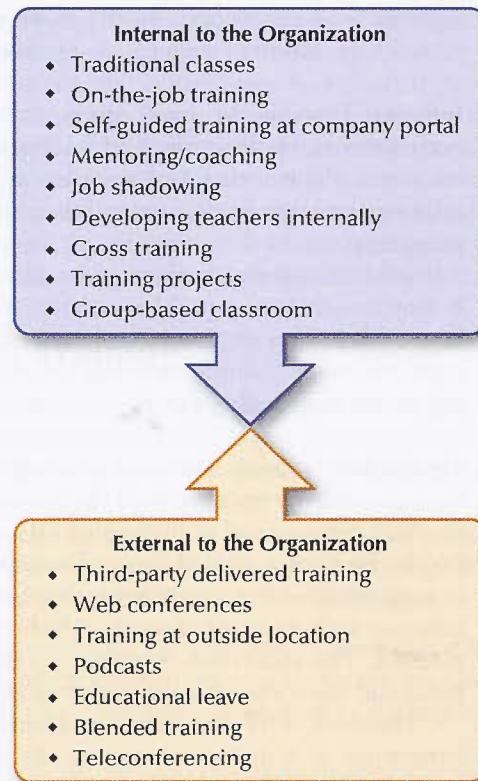 Internal to the Organization
◆ Traditional classes
◆ On-the-job training
◆ Self-guided training at company portal
◆ Mentoring/coaching
◆ Job shadowing
◆ Developing teachers internally
◆ Cross training
◆ Training projects
◆ Group-based classroom
External to the Organization
◆ Third-party delivered training
◆ Web conferences
◆ Training at outside location
◆ Podcasts
◆ Educational leave
◆ Blended training
◆ Teleconferencing